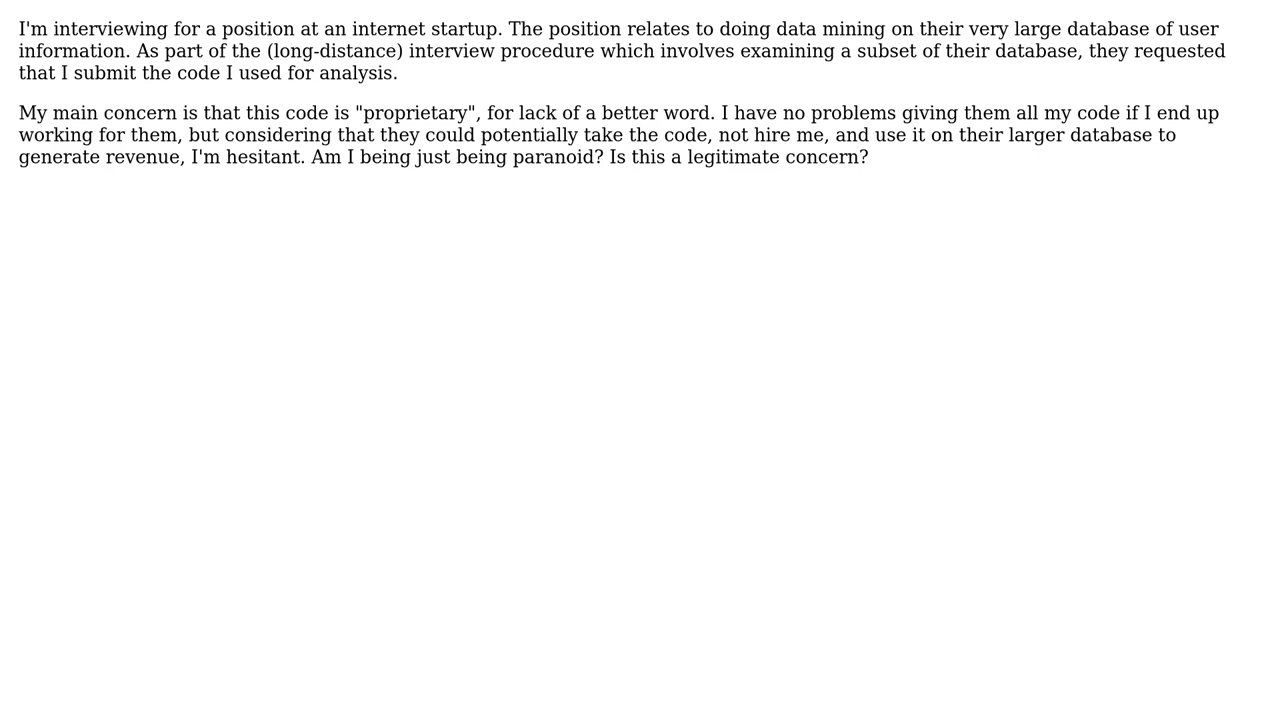 I'm interviewing for a position at an internet startup. The position relates to doing data mining on their very large database of user
information. As part of the (long-distance) interview procedure which involves examining a subset of their database, they requested
that I submit the code I used for analysis.
My main concern is that this code is "proprietary", for lack of a better word. I have no problems giving them all my code if I end up
working for them, but considering that they could potentially take the code, not hire me, and use it on their larger database to
generate revenue, I'm hesitant. Am I being just being paranoid? Is this a legitimate concern?